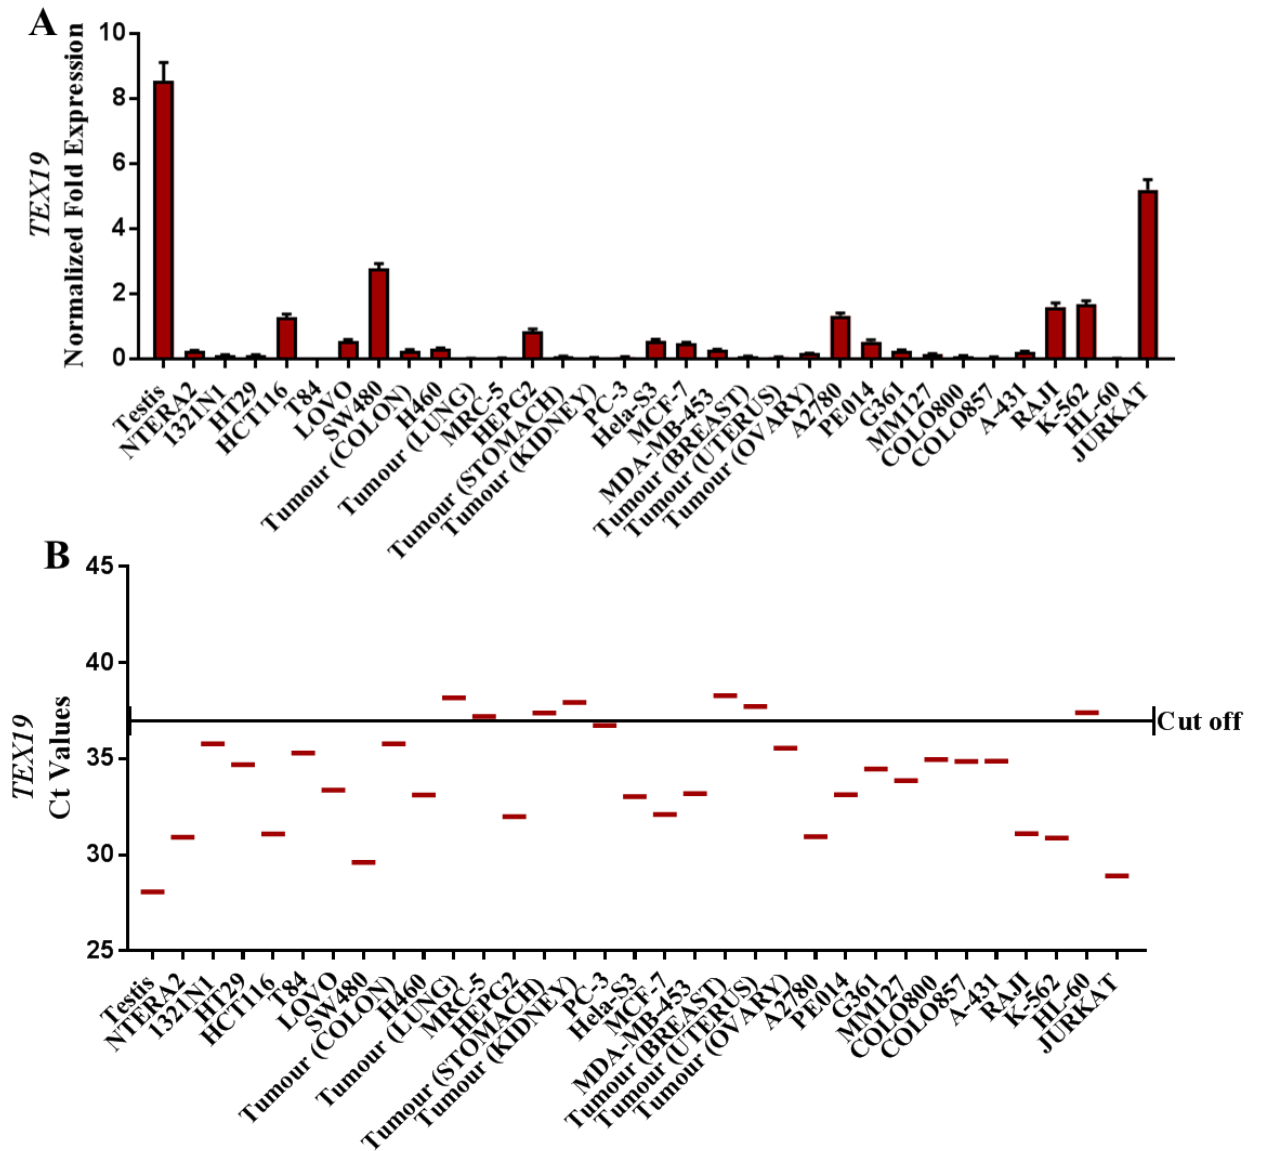 A
TEX19
Normalized Fold Expression
10
8
6
4
2
0
Testis
NTERA2
1321N1
HT29
HCT116
T84
LOVO
SW480
Tumour (COLON)
H460
Tumour (LUNG)
MRC-5
HEPG2
Tumour (STOMACH)
Tumour (KIDNEY)
PC-3
Hela-S3
MCF-7
MDA-MB-453
Tumour (BREAST)
Tumour (UTERUS)
Tumour (OVARY)
A2780
PE014
G361
MM127
COLO800
COLO857
A-431
RAJI
K-562
HL-60
JURKAT
B
TEX19
Ct Values
45
40
35
30
25
Cut off
Testis
NTERA2
1321N1
HT29
HCT116
T84
LOVO
SW480
Tumour (COLON)
H460
Tumour (LUNG)
MRC-5
HEPG2
Tumour (STOMACH)
Tumour (KIDNEY)
PC-3
Hela-S3
MCF-7
MDA-MB-453
Tumour (BREAST)
Tumour (UTERUS)
Tumour (OVARY)
A2780
PE014
G361
MM127
COLO800
COLO857
A-431
RAJI
K-562
HL-60
JURKAT